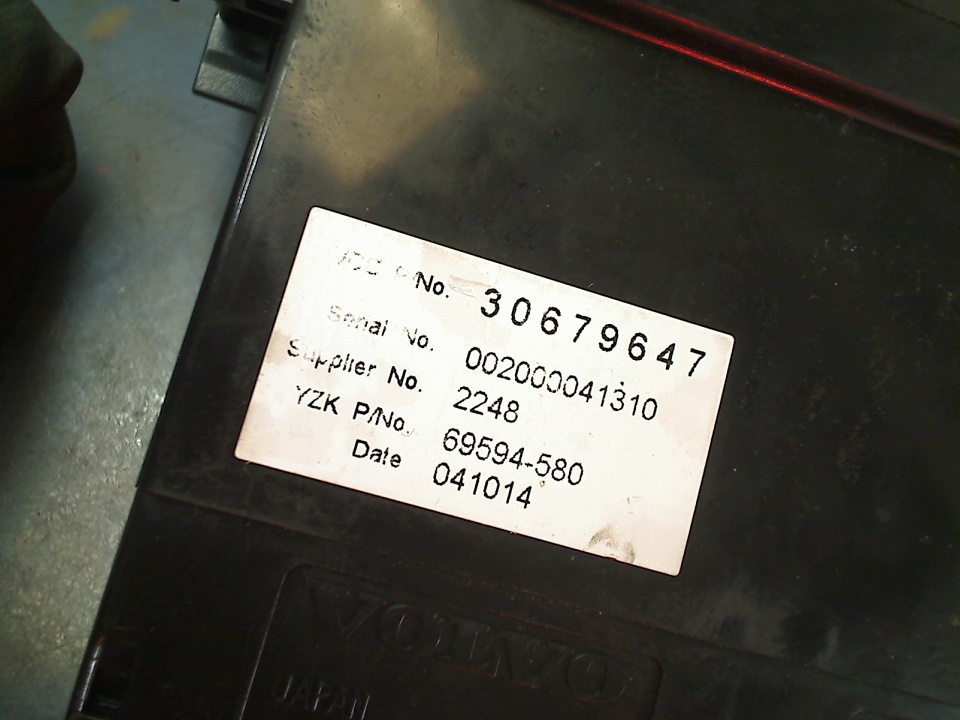 P/No. 30679647
Serial No. 002000041310
Supplier No. 2248
YZK P/No. 69594-580
Date 041014
VOLVO
JAPAN